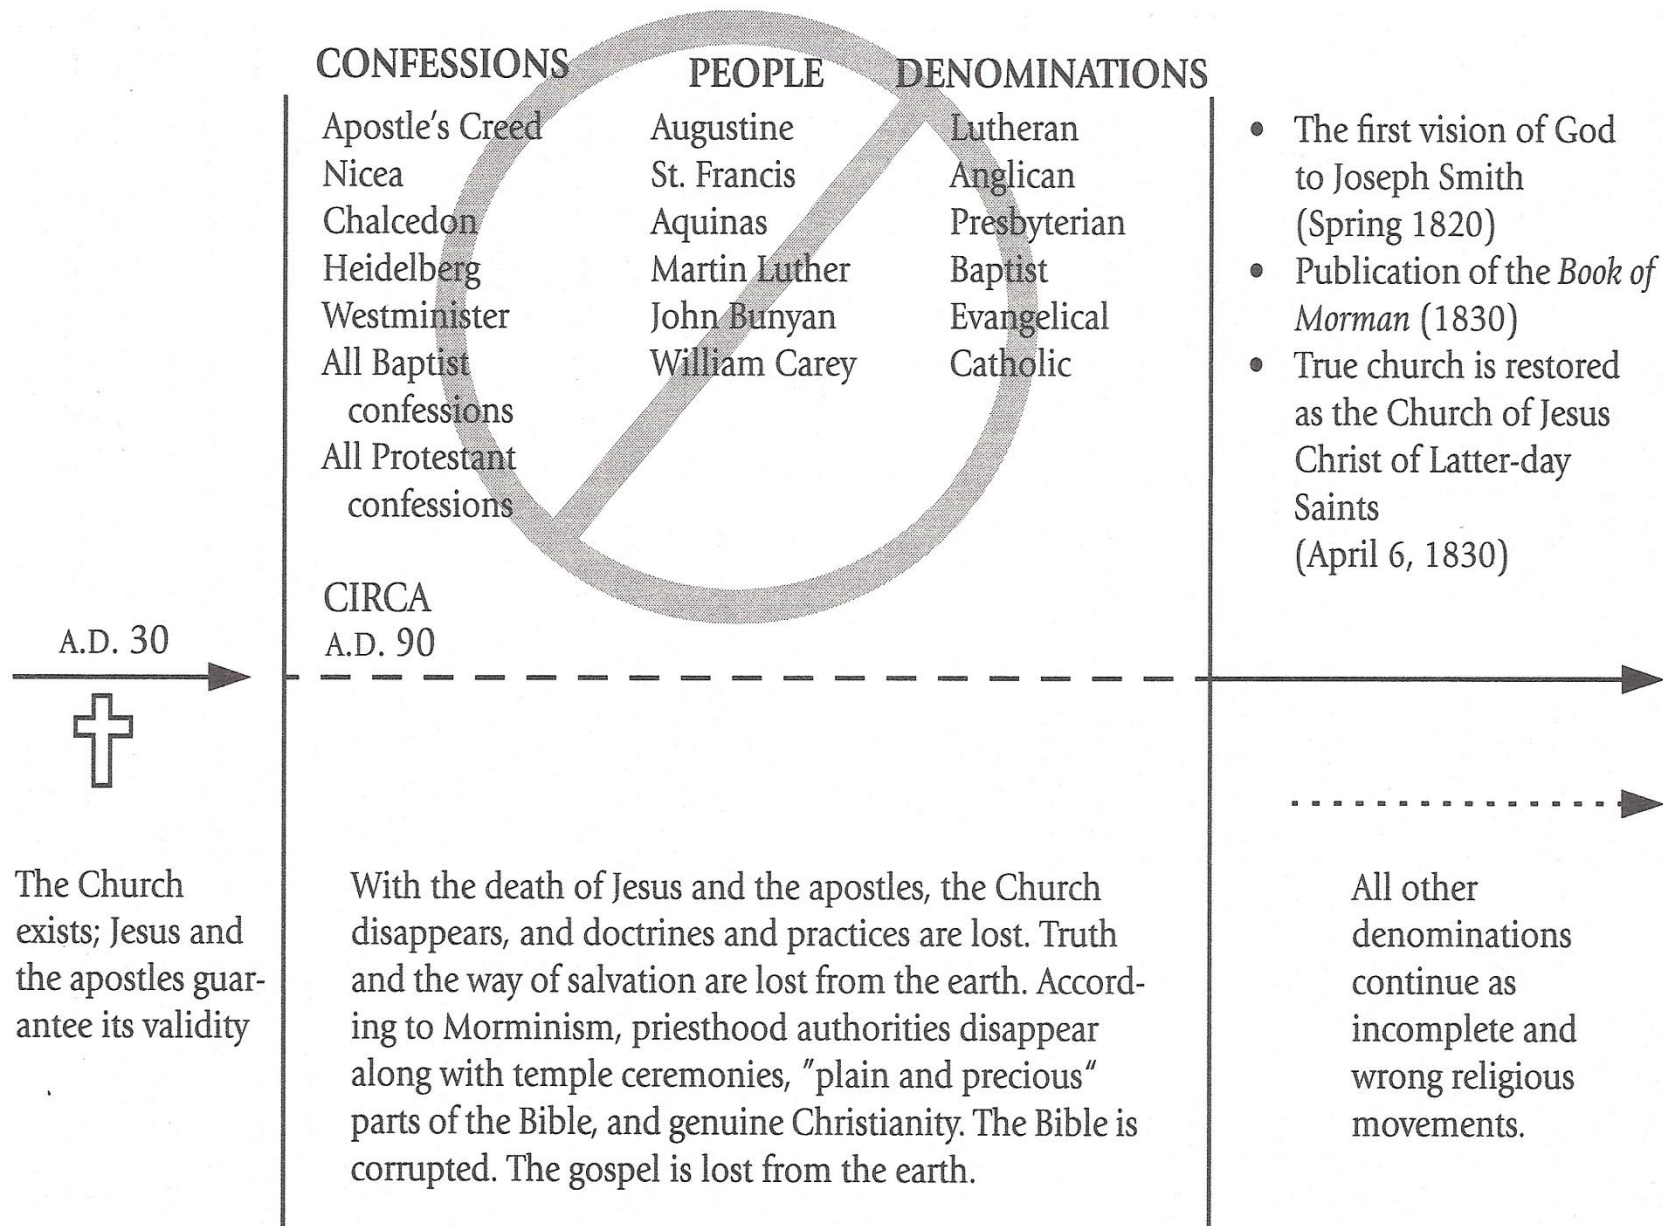 CONFESSIONS
Apostle's Creed
Nicea
Chalcedon
Heidelberg
Westminister
All Baptist
confessions
All Protestant
confessions
PEOPLE
Augustine
St. Francis
Aquinas
Martin Luther
John Bunyan
William Carey
DENOMINATIONS
Lutheran
Anglican
Presbyterian
Baptist
Evangelical
Catholic
• The first vision of God
to Joseph Smith
(Spring 1820)
• Publication of the Book of
Morman (1830)
• True church is restored
as the Church of Jesus
Christ of Latter-day
Saints
(April 6, 1830)
A.D. 30
CIRCA
A.D. 90
The Church
exists; Jesus and
the apostles guar-
antee its validity
With the death of Jesus and the apostles, the Church
disappears, and doctrines and practices are lost. Truth
and the way of salvation are lost from the earth. Accord-
ing to Morminism, priesthood authorities disappear
along with temple ceremonies, "plain and precious"
parts of the Bible, and genuine Christianity. The Bible is
corrupted. The gospel is lost from the earth.
All other
denominations
continue as
incomplete and
wrong religious
movements.